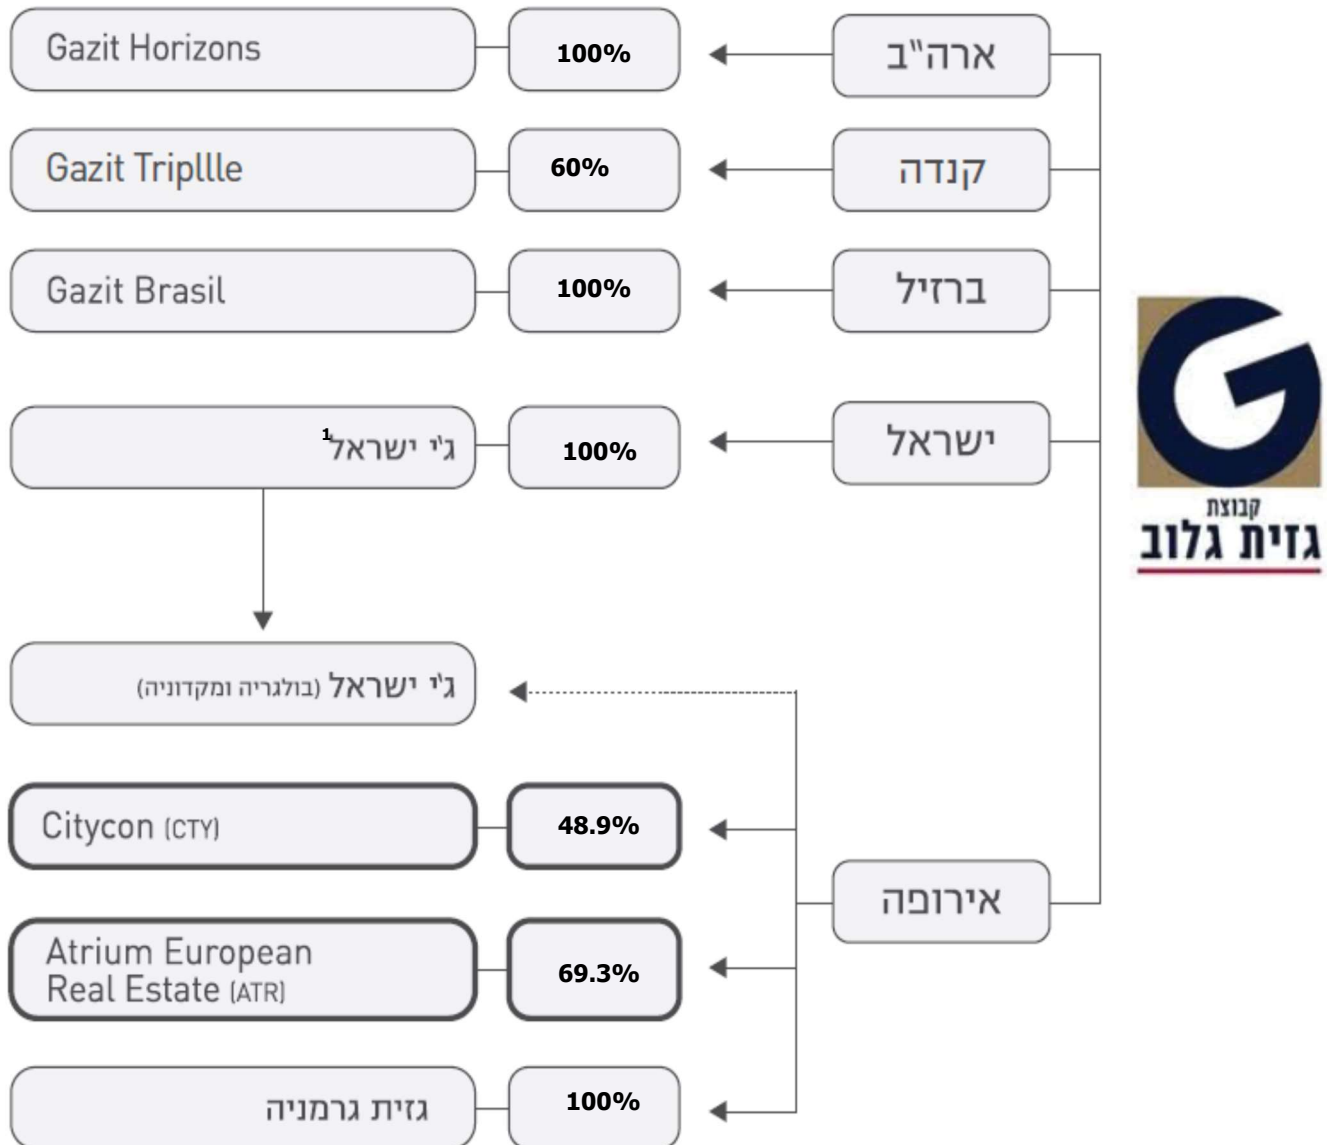 Gazit Horizons
100%
ארה"ב
Gazit Tripllle
60%
קנדה
Gazit Brasil
100%
ברזיל
ג'י ישראל1
100%
ישראל
קבוצת
גזית גלוב
ג'י ישראל (בולגריה ומקדוניה)
Citycon (CTY)
48.9%
אירופה
Atrium European
Real Estate (ATR)
69.3%
גזית גרמניה
100%